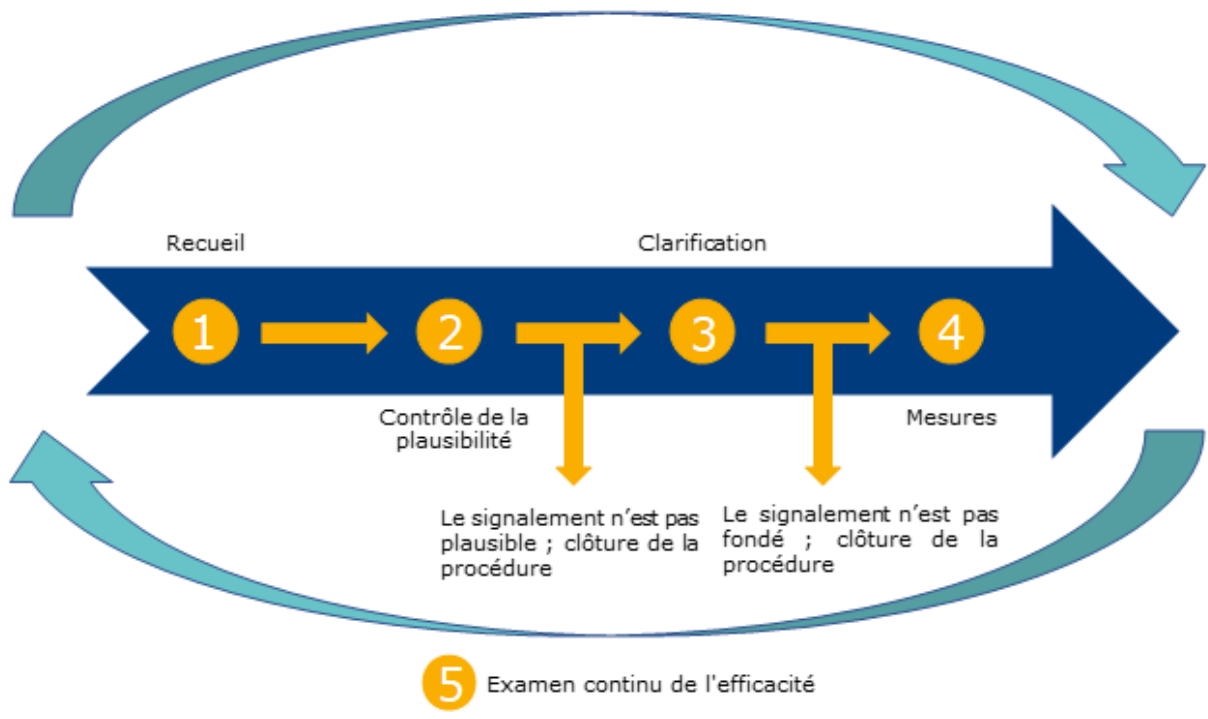 Recueil
Clarification
1
2
3
4
Contrôle de la
plausibilité
Mesures
Le signalement n'est pas
plausible ; clôture de la
procédure
Le signalement n'est pas
fondé ; clôture de la
procédure
5 Examen continu de l'efficacité